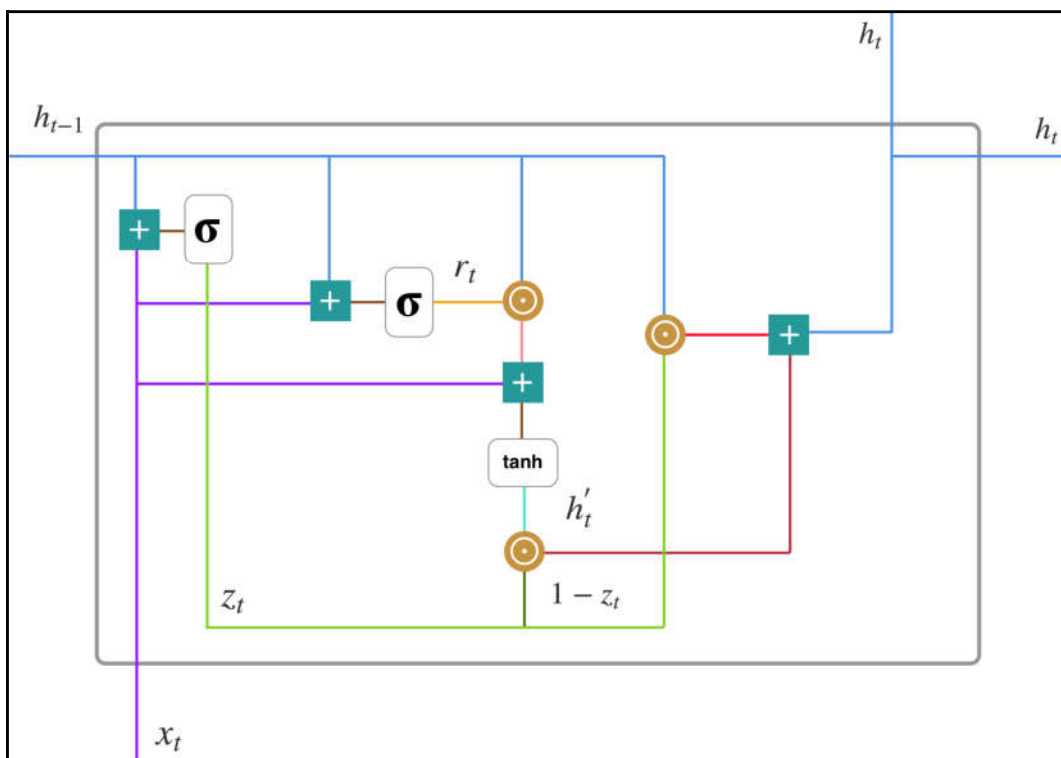 h_t
h_{t-1}
h_t
+
σ
r_t
+
σ
+
+
tanh
h'_t
z_t
1 − z_t
x_t